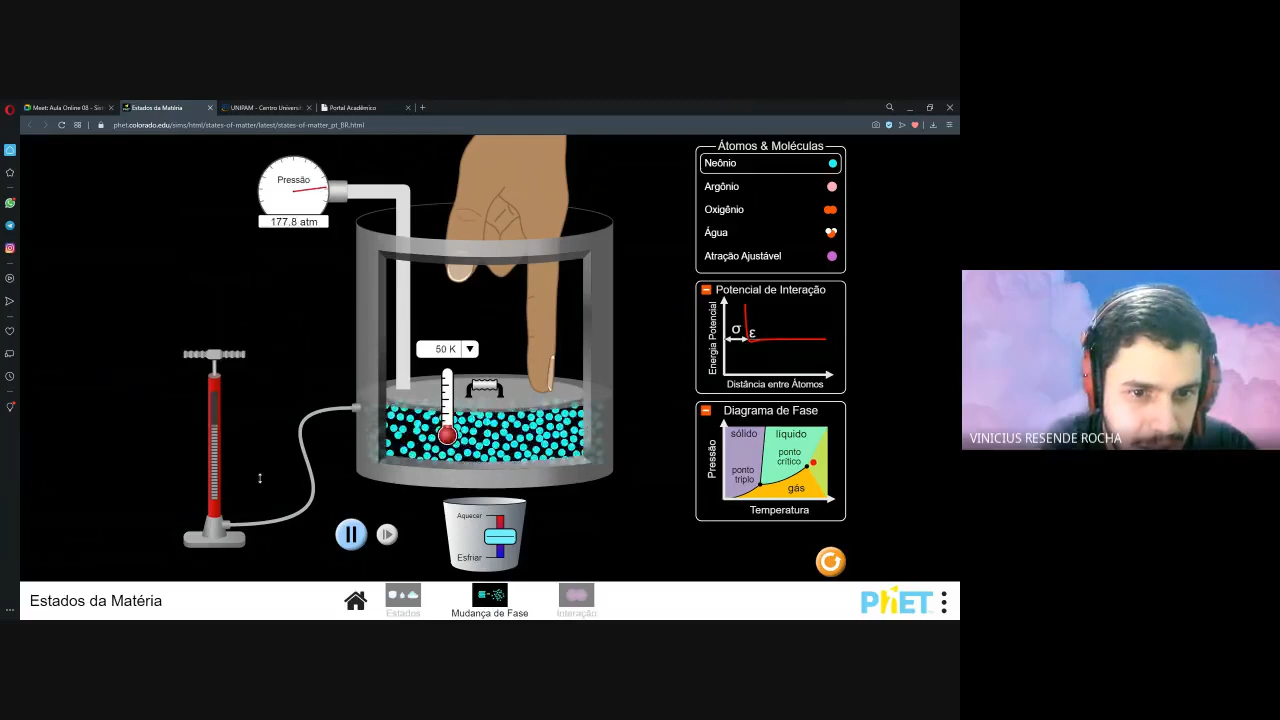 Meet: Aula Online 08 - Sist
Estados da Matéria
UNIPAM - Centro Universit
Portal Acadêmico
phet.colorado.edu/sims/html/states-of-matter/latest/states-of-matter_pt_BR.html
Pressão
177.8 atm
50 K
Átomos & Moléculas
Neônio
Argônio
Oxigênio
Água
Atração Ajustável
Potencial de Interação
Energia Potencial
σ
ε
Distância entre Átomos
Diagrama de Fase
Pressão
sólido
líquido
ponto
crítico
ponto
triplo
gás
Temperatura
Aquecer
Esfriar
VINICIUS RESENDE ROCHA
Estados da Matéria
Estados
Mudança de Fase
Interação
PhET